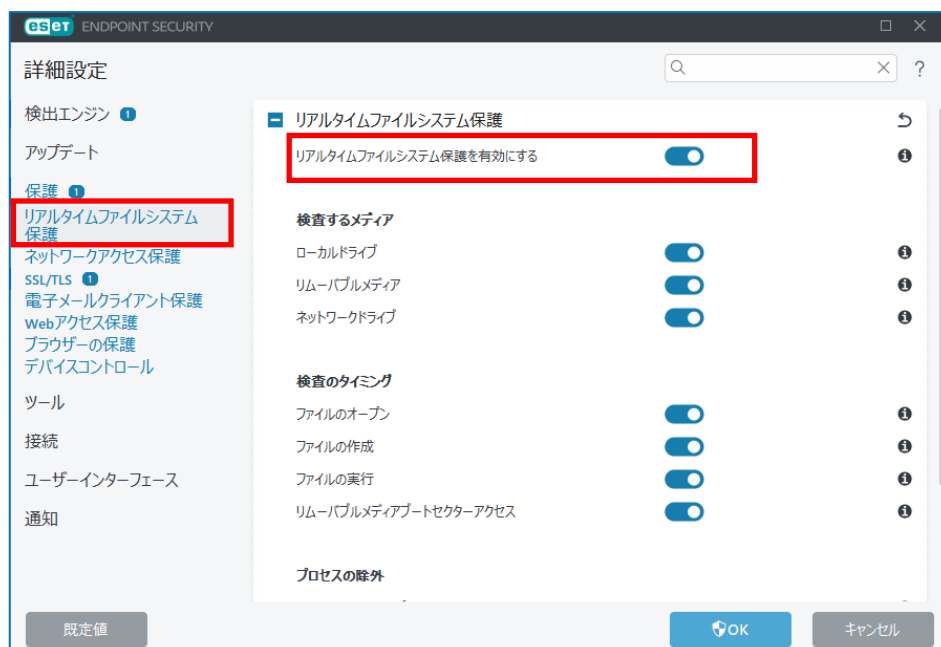 eset ENDPOINT SECURITY
詳細設定
?
検出エンジン 1
アップデート
保護 1
リアルタイムファイルシステム
保護
ネットワークアクセス保護
SSL/TLS 1
電子メールクライアント保護
Webアクセス保護
ブラウザーの保護
デバイスコントロール
ツール
接続
ユーザーインターフェース
通知
リアルタイムファイルシステム保護
リアルタイムファイルシステム保護を有効にする
検査するメディア
ローカルドライブ
リムーバブルメディア
ネットワークドライブ
検査のタイミング
ファイルのオープン
ファイルの作成
ファイルの実行
リムーバブルメディアブートセクターアクセス
プロセスの除外
既定値
OK
キャンセル